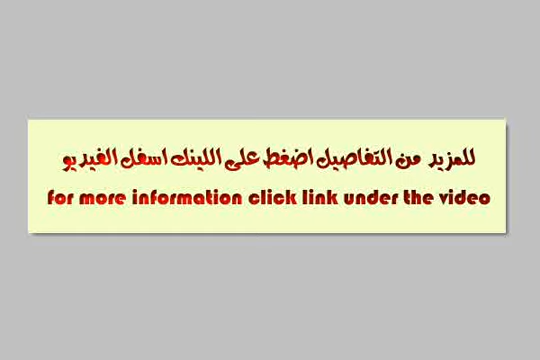 للمزيد من التفاصيل اضغط على اللينك اسفل الفيديو
for more information click link under the video